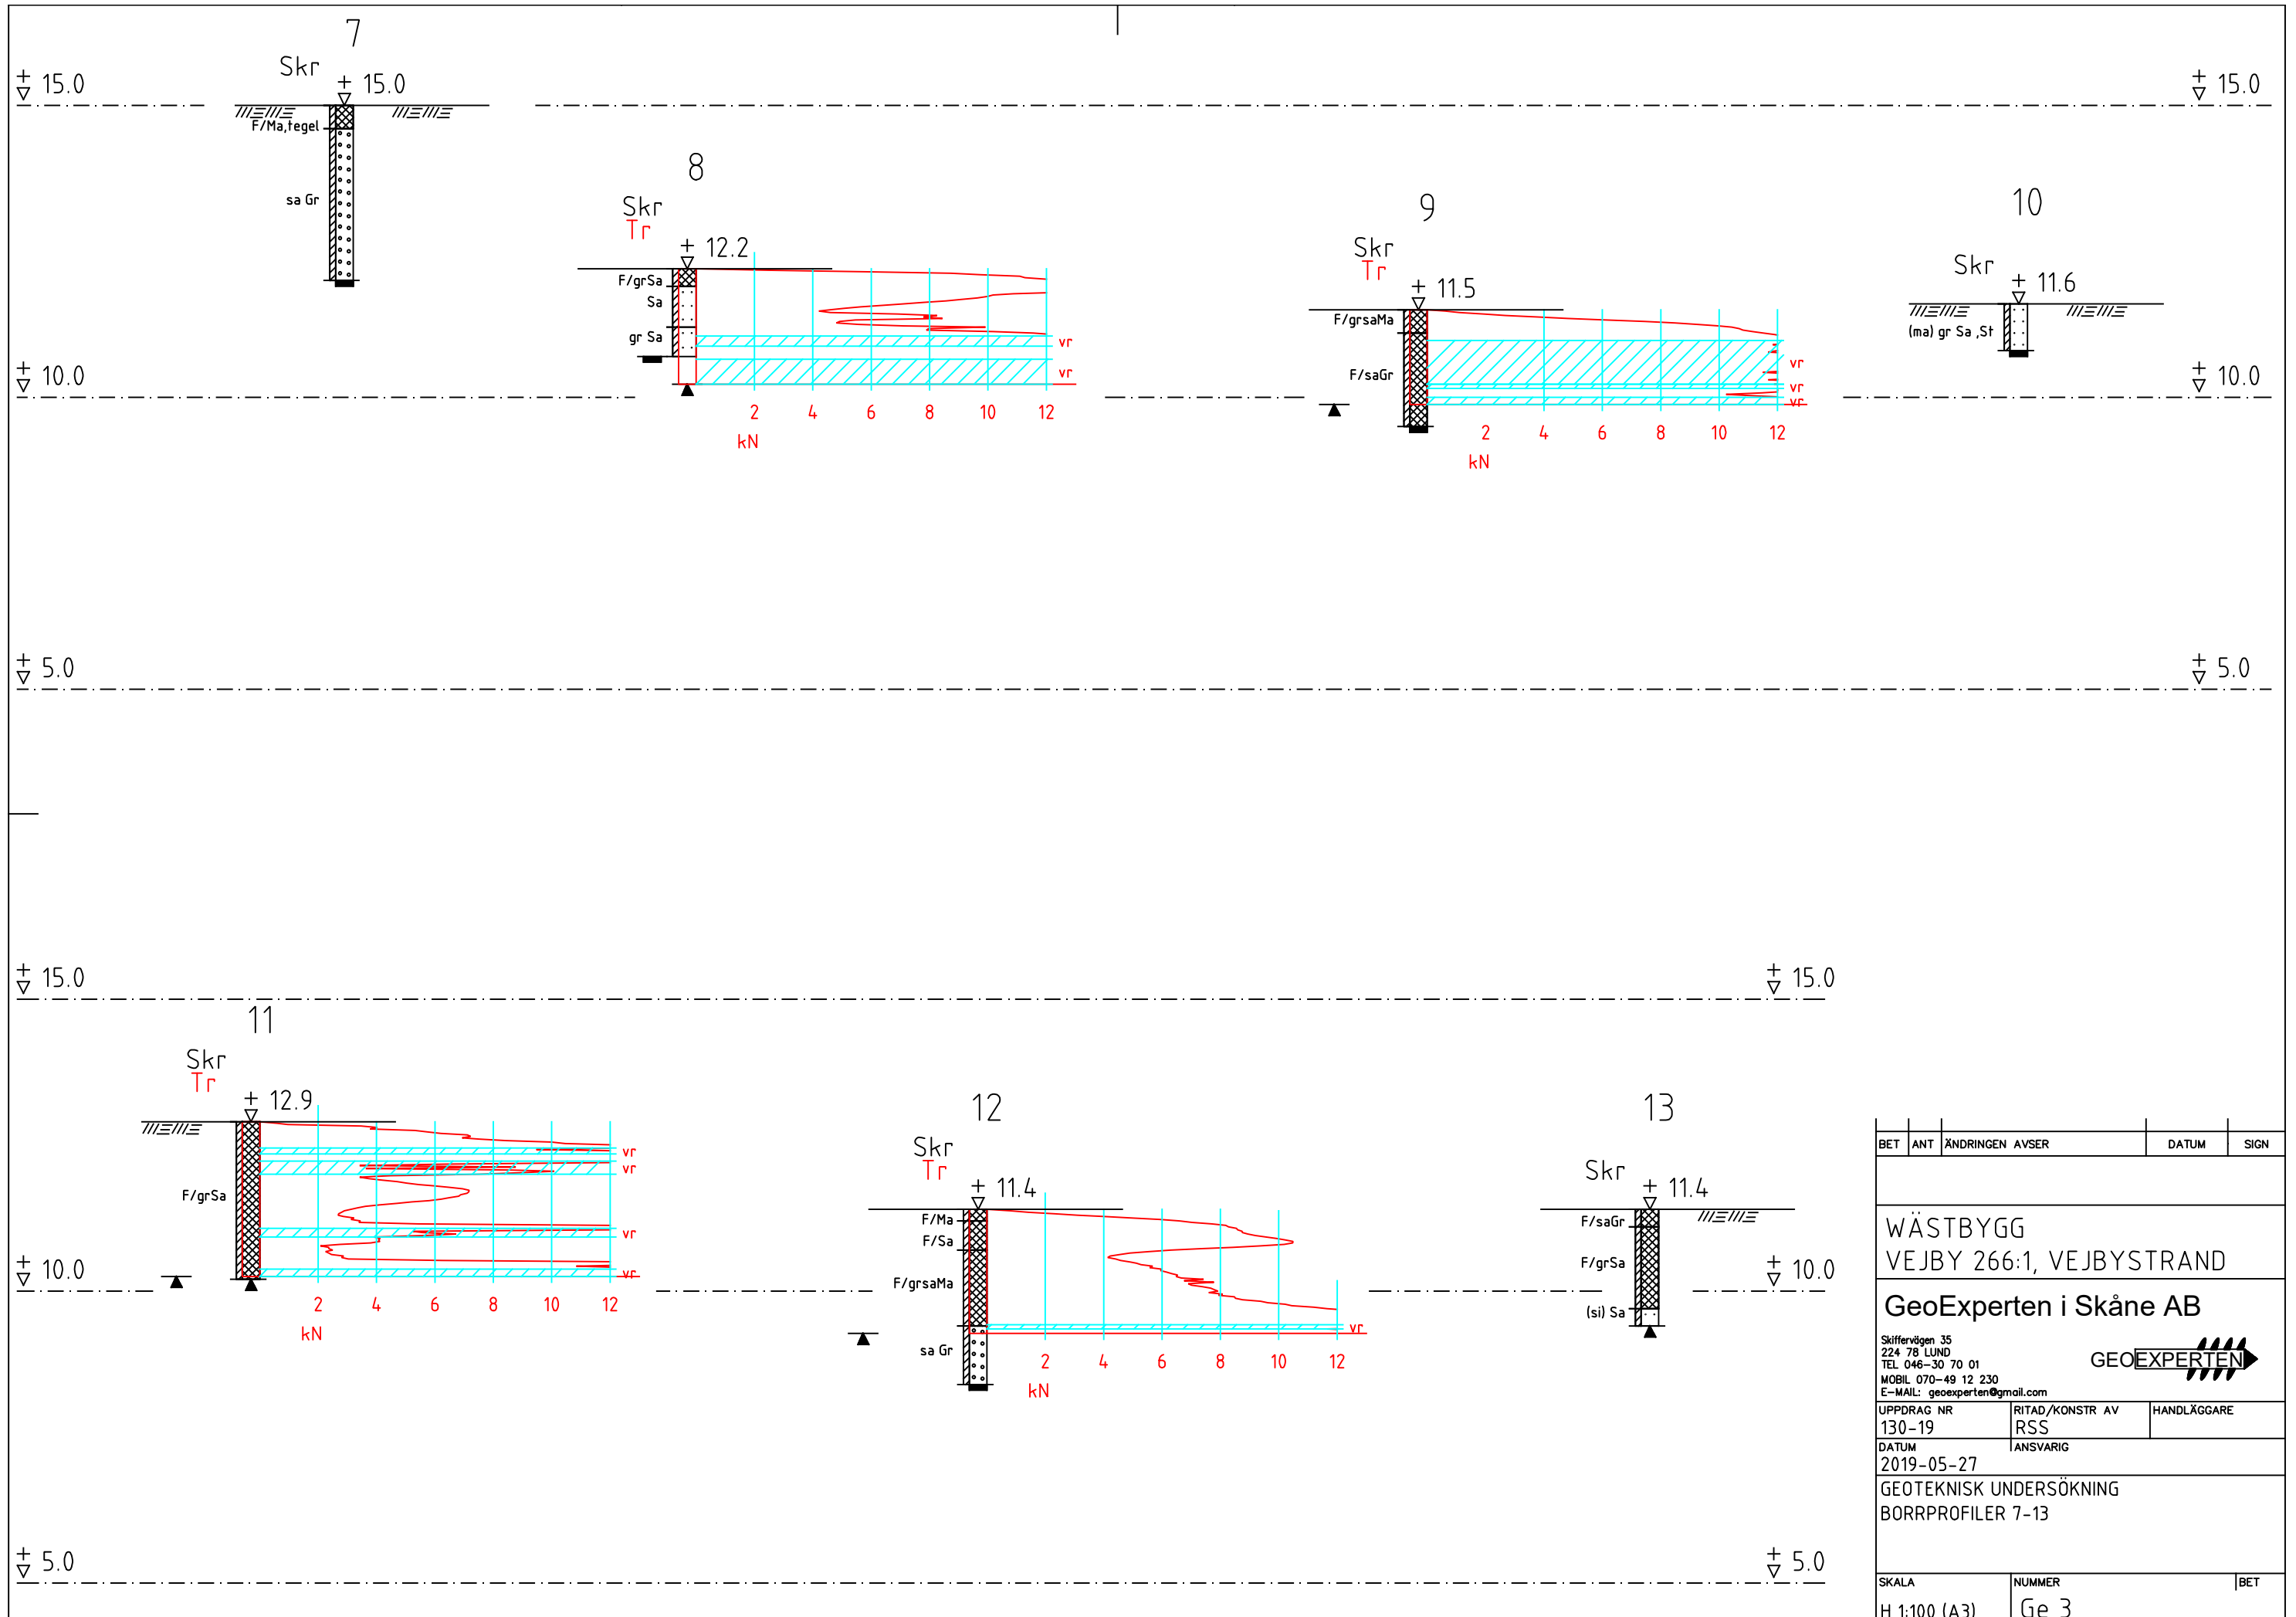 7
Skr
+ 15.0
+ 15.0
+ 15.0
F/Ma,tegel
sa Gr
8
Skr
Tr
+ 12.2
F/grSa
Sa
gr Sa
vr
vr
2 4 6 8 10 12
kN
9
Skr
Tr
+ 11.5
F/grsaMa
F/saGr
vr
vr
vr
2 4 6 8 10 12
kN
10
Skr
+ 11.6
(ma) gr Sa ,St
+ 10.0
+ 10.0
+ 5.0
+ 5.0
+ 15.0
+ 15.0
11
Skr
Tr
+ 12.9
F/grSa
vr
vr
vr
vr
2 4 6 8 10 12
kN
12
Skr
Tr
+ 11.4
F/Ma
F/Sa
F/grsaMa
sa Gr
vr
2 4 6 8 10 12
kN
13
Skr
+ 11.4
F/saGr
F/grSa
(si) Sa
+ 10.0
+ 10.0
+ 5.0
+ 5.0
BET ANT ÄNDRINGEN AVSER DATUM SIGN
WÄSTBYGG
VEJBY 266:1, VEJBYSTRAND
GeoExperten i Skåne AB
Skiffervägen 35
224 78 LUND
TEL 046-30 70 01
MOBIL 070-49 12 230
E-MAIL: geoexperten@gmail.com
GEOEXPERTEN
UPPDRAG NR RITAD/KONSTR AV HANDLÄGGARE
130-19 RSS
DATUM ANSVARIG
2019-05-27
GEOTEKNISK UNDERSÖKNING
BORRPROFILER 7-13
SKALA NUMMER BET
H 1:100 (A3) Ge 3